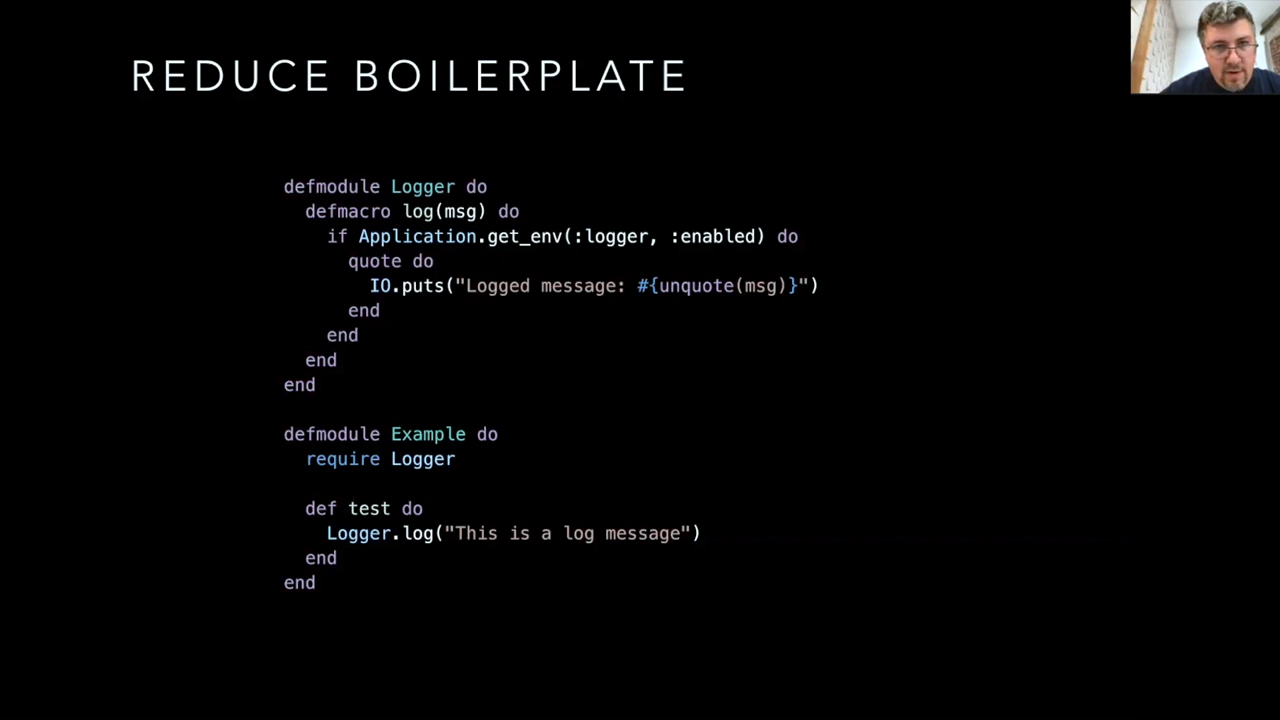 REDUCE BOILERPLATE
defmodule Logger do
  defmacro log(msg) do
    if Application.get_env(:logger, :enabled) do
      quote do
        IO.puts("Logged message: #{unquote(msg)}")
      end
    end
  end
end

defmodule Example do
  require Logger

  def test do
    Logger.log("This is a log message")
  end
end